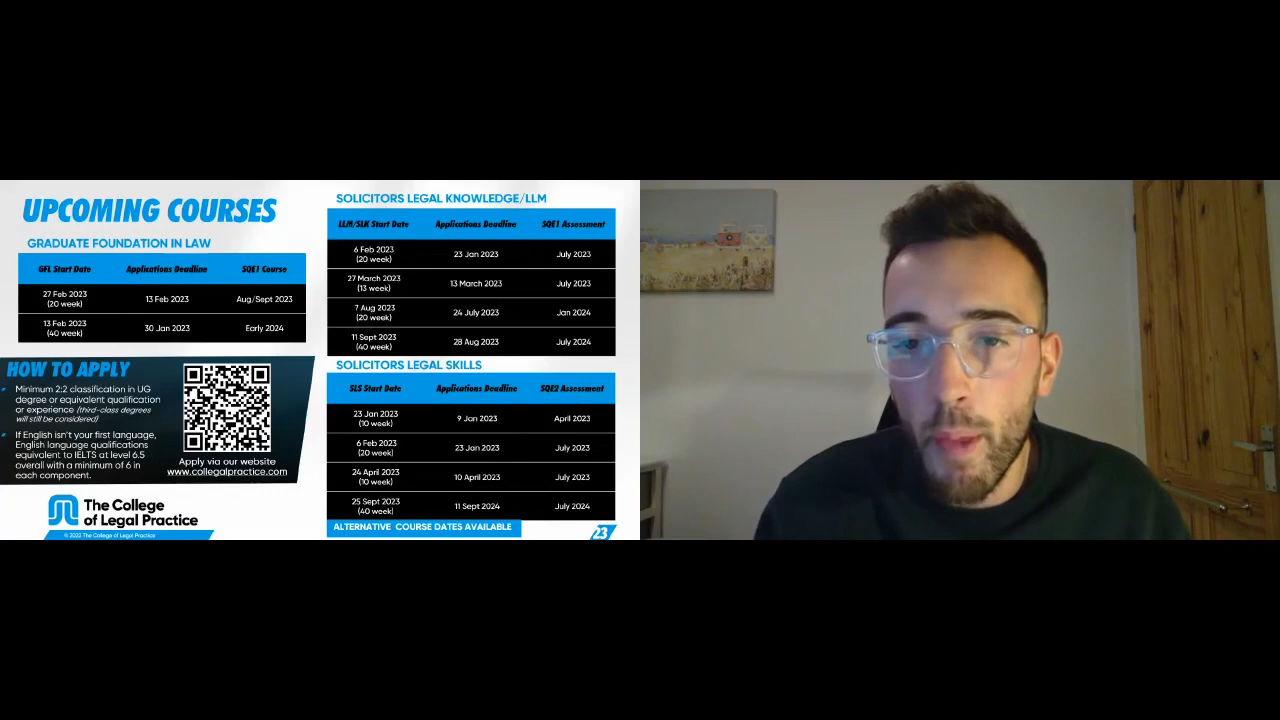 UPCOMING COURSES
GRADUATE FOUNDATION IN LAW
GFL Start Date Applications Deadline SQE1 Course
27 Feb 2023
(20 week)
13 Feb 2023 Aug/Sept 2023
13 Feb 2023
(40 week)
30 Jan 2023 Early 2024
HOW TO APPLY
Minimum 2:2 classification in UG
degree or equivalent qualification
or experience (third-class degrees
will still be considered)
If English isn't your first language,
English language qualifications
equivalent to IELTS at level 6.5
overall with a minimum of 6 in
each component.
Apply via our website
www.collegalpractice.com
The College
of Legal Practice
© 2022 The College of Legal Practice
SOLICITORS LEGAL KNOWLEDGE/LLM
LLM/SLK Start Date Applications Deadline SQE1 Assessment
6 Feb 2023
(20 week)
23 Jan 2023 July 2023
27 March 2023
(13 week)
13 March 2023 July 2023
7 Aug 2023
(20 week)
24 July 2023 Jan 2024
11 Sept 2023
(40 week)
28 Aug 2023 July 2024
SOLICITORS LEGAL SKILLS
SLS Start Date Applications Deadline SQE2 Assessment
23 Jan 2023
(10 week)
9 Jan 2023 April 2023
6 Feb 2023
(20 week)
23 Jan 2023 July 2023
24 April 2023
(10 week)
10 April 2023 July 2023
25 Sept 2023
(40 week)
11 Sept 2024 July 2024
ALTERNATIVE COURSE DATES AVAILABLE
23